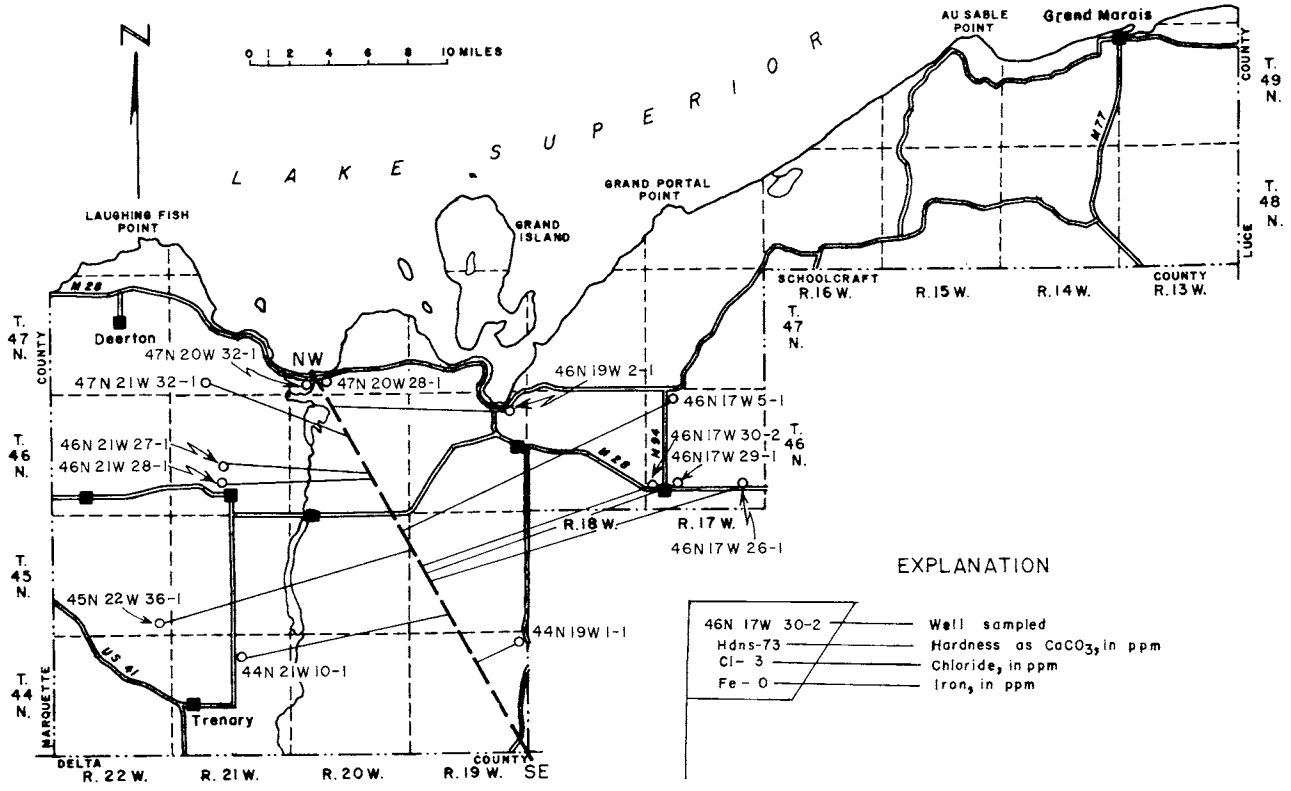 N
0 1 2 4 6 8 10 MILES
AU SABLE
POINT
Grand Marais
COUNTY
T.
49
N.
LAKE SUPERIOR
M 77
GRAND PORTAL
POINT
T.
48
N.
LAUGHING FISH
POINT
GRAND
ISLAND
LUCE
SCHOOLCRAFT
COUNTY
R.16 W.
R.15 W.
R.14 W.
R.13 W.
M 28
T.
47
N.
T.
47
N.
Deerton
COUNTY
47N 20W 32-1
NW
47N 21W 32-1
47N 20W 28-1
46N 19W 2-1
46N 17W 5-1
T.
46
N.
46N 21W 27-1
46N 21W 28-1
M 94
46N 17W 30-2
T.
46
N.
46N 17W 29-1
M 28
R.18 W.
R.17 W.
46N 17W 26-1
T.
45
N.
45N 22W 36-1
44N 19W 1-1
EXPLANATION
46N 17W 30-2 Well sampled
Hdns-73 Hardness as CaCO3, in ppm
Cl- 3 Chloride, in ppm
Fe- 0 Iron, in ppm
US 41
44N 21W 10-1
T.
44
N.
Trenary
MARQUETTE
DELTA
COUNTY
SE
R. 22 W.
R. 21 W.
R. 20 W.
R. 19 W.